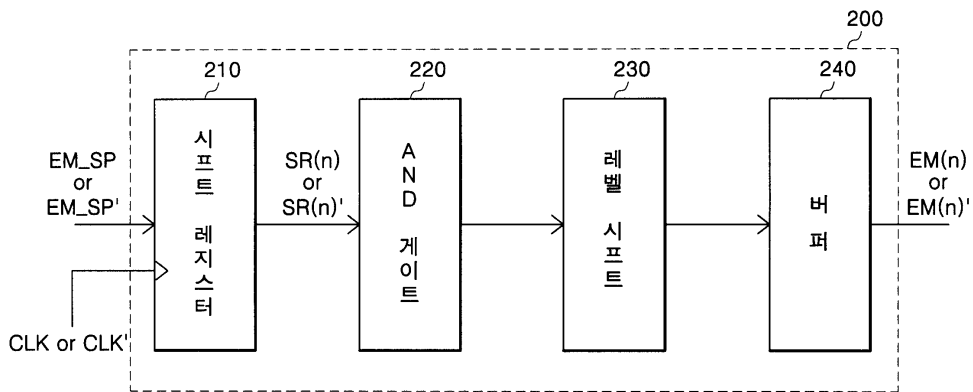 200
210
220
230
240
EM_SP
or
EM_SP'
시프트 레지스터
SR(n)
or
SR(n)'
AND 게이트
레벨 시프트
버퍼
EM(n)
or
EM(n)'
CLK or CLK'